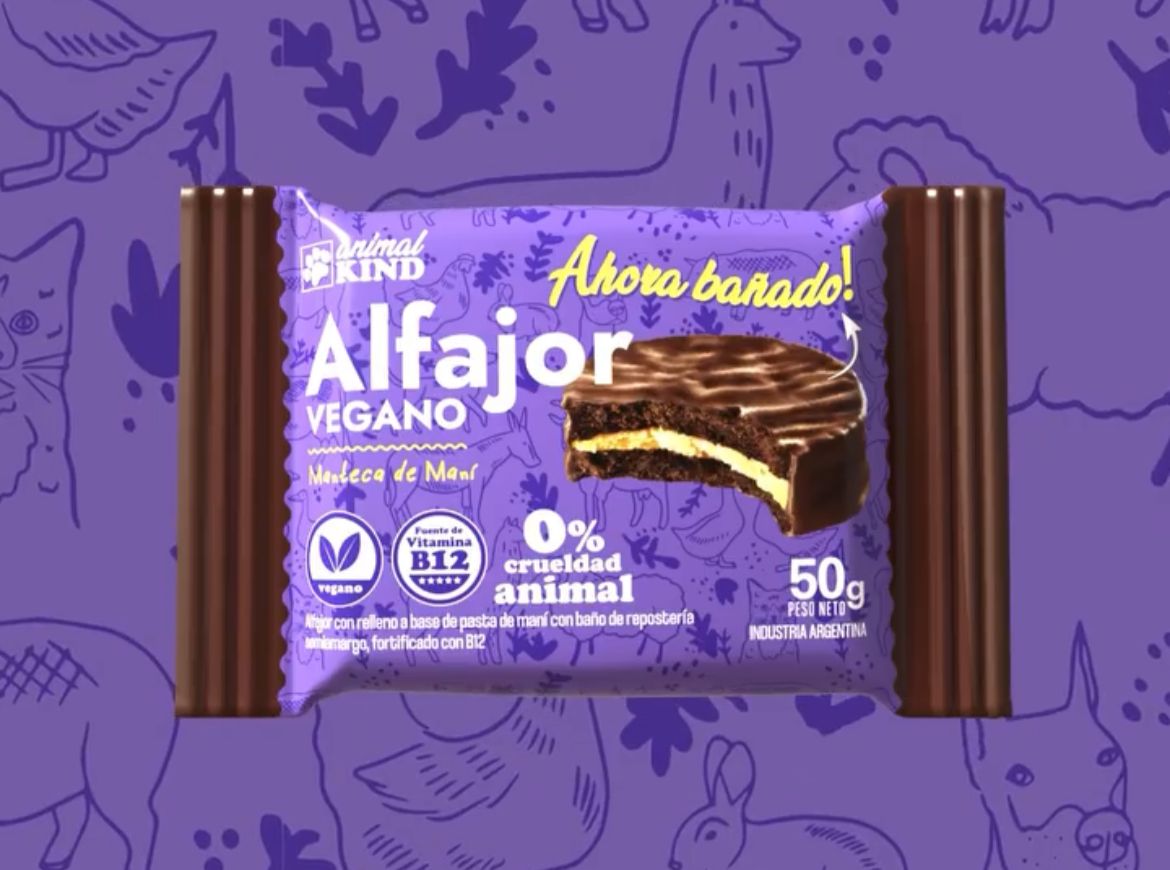 animal
KIND
Ahora bañado!
Alfajor
VEGANO
Manteca de Maní
vegano
Fuente de
Vitamina
B12
0%
crueldad
animal
Alfajor con relleno a base de pasta de maní con baño de repostería
semiamargo, fortificado con B12
50g
PESO NETO
INDUSTRIA ARGENTINA